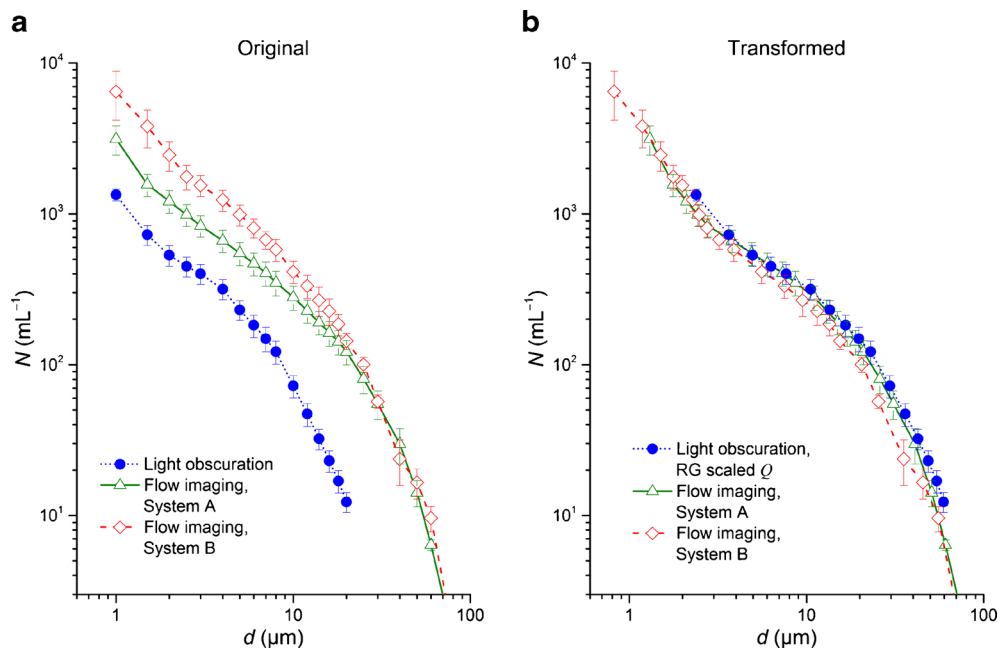 a
Original
10⁴
10³
10²
10¹
N (mL⁻¹)
Light obscuration
Flow imaging,
System A
Flow imaging,
System B
1
10
100
d (µm)
b
Transformed
10⁴
10³
10²
10¹
N (mL⁻¹)
Light obscuration,
RG scaled Q
Flow imaging,
System A
Flow imaging,
System B
1
10
100
d (µm)